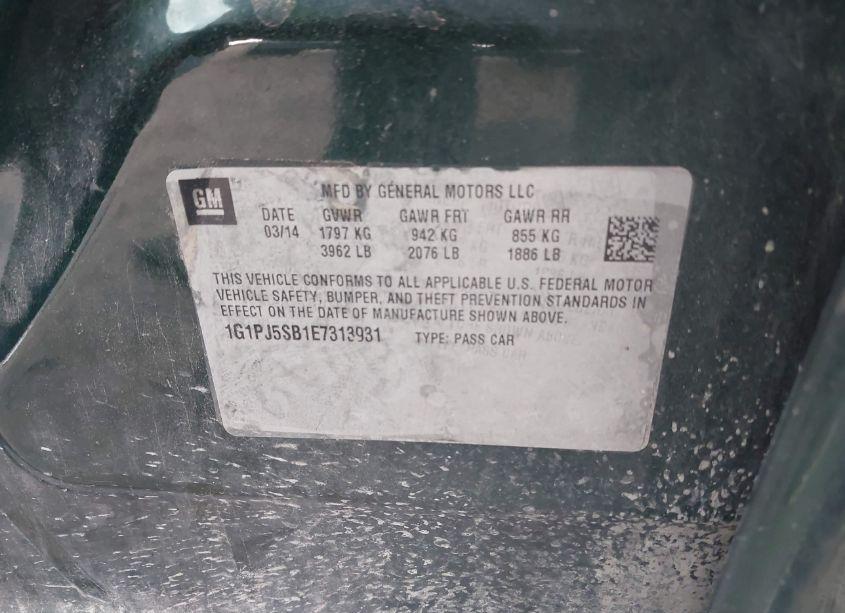 GM
MFD BY GENERAL MOTORS LLC
DATE GVWR GAWR FRT GAWR RR
03/14 1797 KG 942 KG 855 KG
3962 LB 2076 LB 1886 LB
THIS VEHICLE CONFORMS TO ALL APPLICABLE U.S. FEDERAL MOTOR
VEHICLE SAFETY, BUMPER, AND THEFT PREVENTION STANDARDS IN
EFFECT ON THE DATE OF MANUFACTURE SHOWN ABOVE.
1G1PJ5SB1E7313931 TYPE: PASS CAR